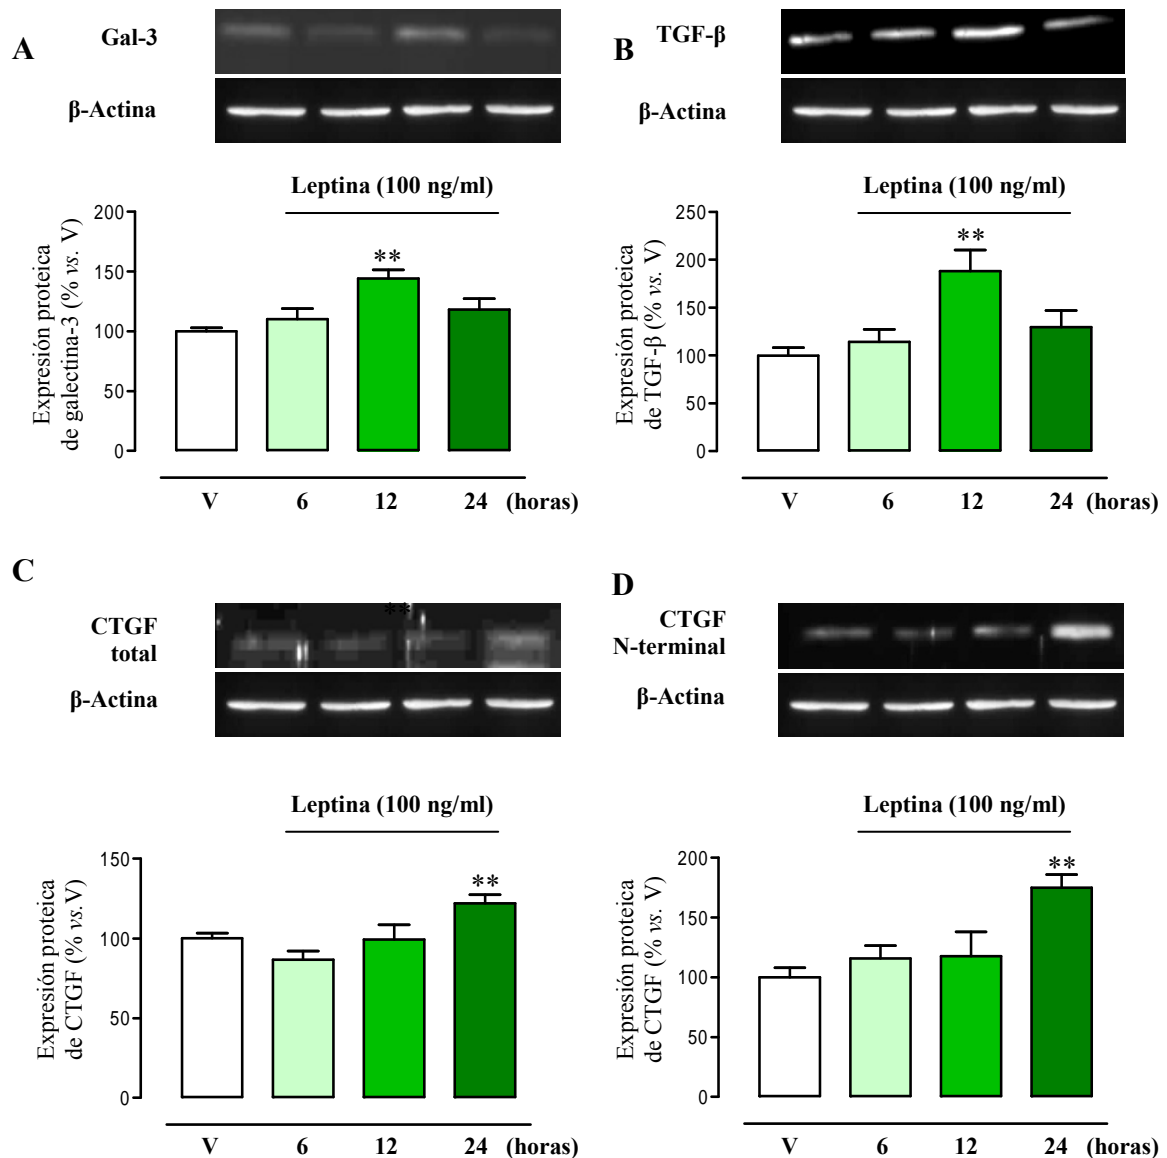 A
Gal-3
β-Actina
Leptina (100 ng/ml)
Expresión proteica
de galectina-3 (% vs. V)
200
150
100
50
0
**
V 6 12 24 (horas)
B
TGF-β
β-Actina
Leptina (100 ng/ml)
Expresión proteica
de TGF-β (% vs. V)
250
200
150
100
50
0
**
V 6 12 24 (horas)
C
CTGF
total
**
β-Actina
Leptina (100 ng/ml)
Expresión proteica
de CTGF (% vs. V)
150
100
50
0
**
V 6 12 24 (horas)
D
CTGF
N-terminal
β-Actina
Leptina (100 ng/ml)
Expresión proteica
de CTGF (% vs. V)
200
150
100
50
0
**
V 6 12 24 (horas)